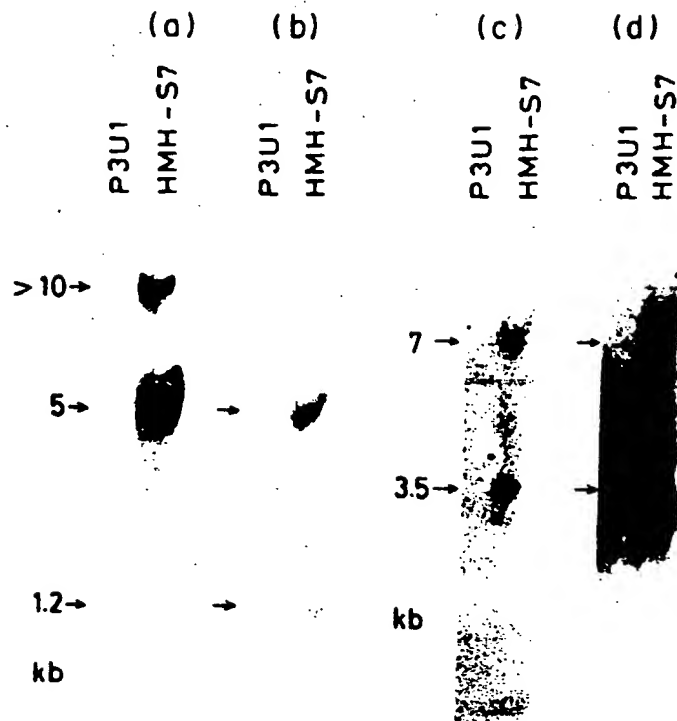 (a) (b) (c) (d)
P3U1 HMH-S7 P3U1 HMH-S7 P3U1 HMH-S7 P3U1 HMH-S7
> 10→
7→ →
5→ →
3.5→ →
1.2→ →
kb
kb